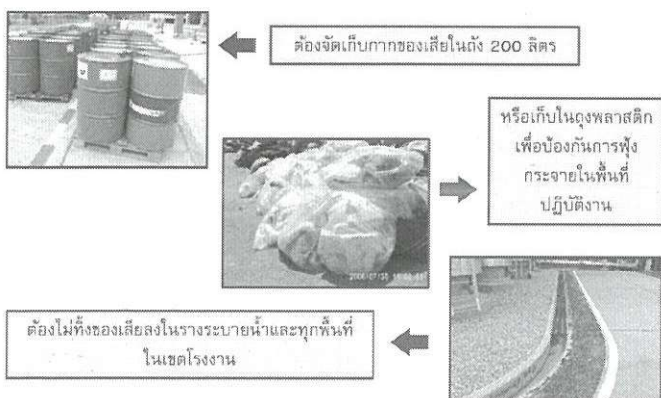 ต้องจัดเก็บกากของเสียในถัง 200 ลิตร
หรือเก็บในถุงพลาสติก
เพื่อป้องกันการฟุ้ง
กระจายในพื้นที่
ปฏิบัติงาน
ต้องไม่ทิ้งของเสียลงในรางระบายน้ำและทุกพื้นที่
ในเขตโรงงาน